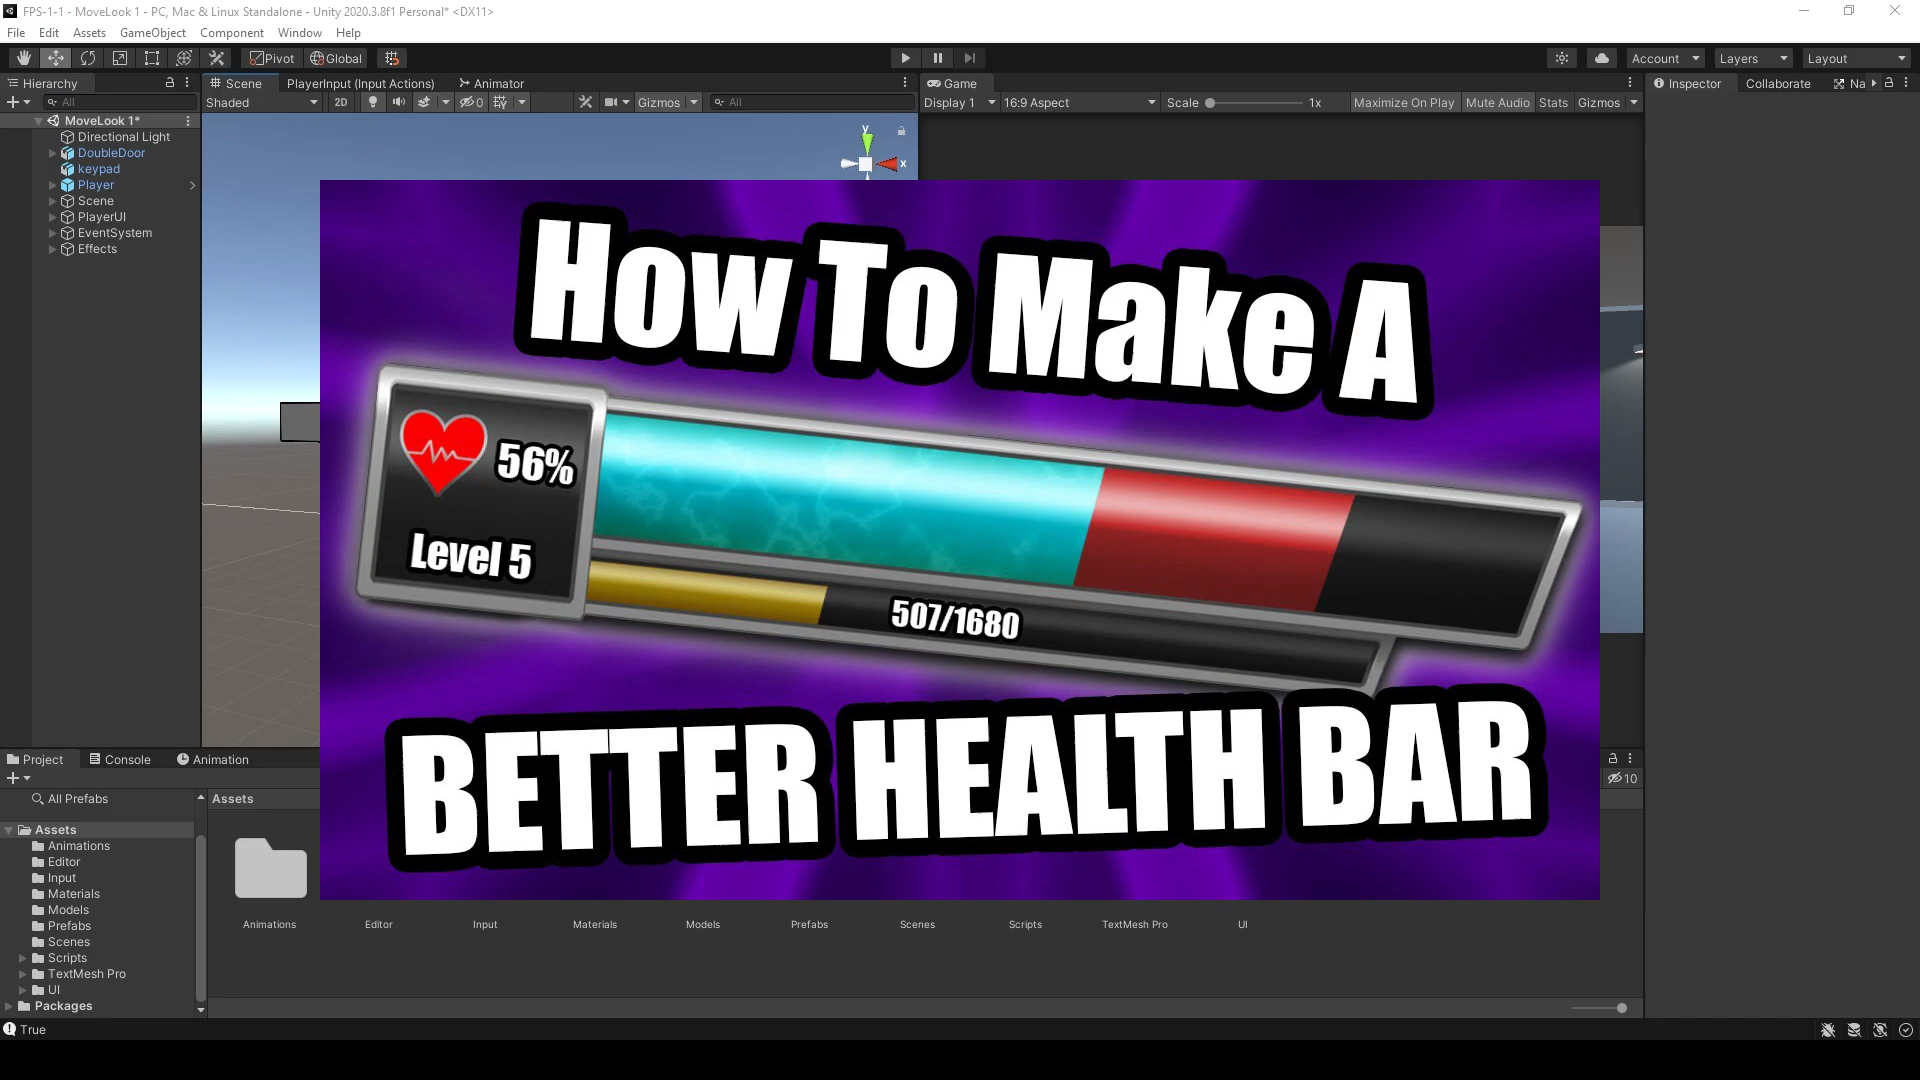 FPS-1-1 - MoveLook 1 - PC, Mac & Linux Standalone - Unity 2020.3.8f1 Personal* <DX11>
File Edit Assets GameObject Component Window Help
Pivot Global Account Layers Layout
Hierarchy Scene PlayerInput (Input Actions) Animator Game Inspector Collaborate Na
All Shaded 2D 0 Gizmos All Display 1 16:9 Aspect Scale 1x Maximize On Play Mute Audio Stats Gizmos
MoveLook 1*
Directional Light
DoubleDoor
keypad
Player
Scene
PlayerUI
EventSystem
Effects
y
x
How To Make A
56%
Level 5
507/1680
BETTER HEALTH BAR
Project Console Animation
10
All Prefabs
Assets
Assets
Animations
Editor
Input
Materials
Models
Prefabs
Scenes
Scripts
TextMesh Pro
UI
Packages
Animations Editor Input Materials Models Prefabs Scenes Scripts TextMesh Pro UI
True